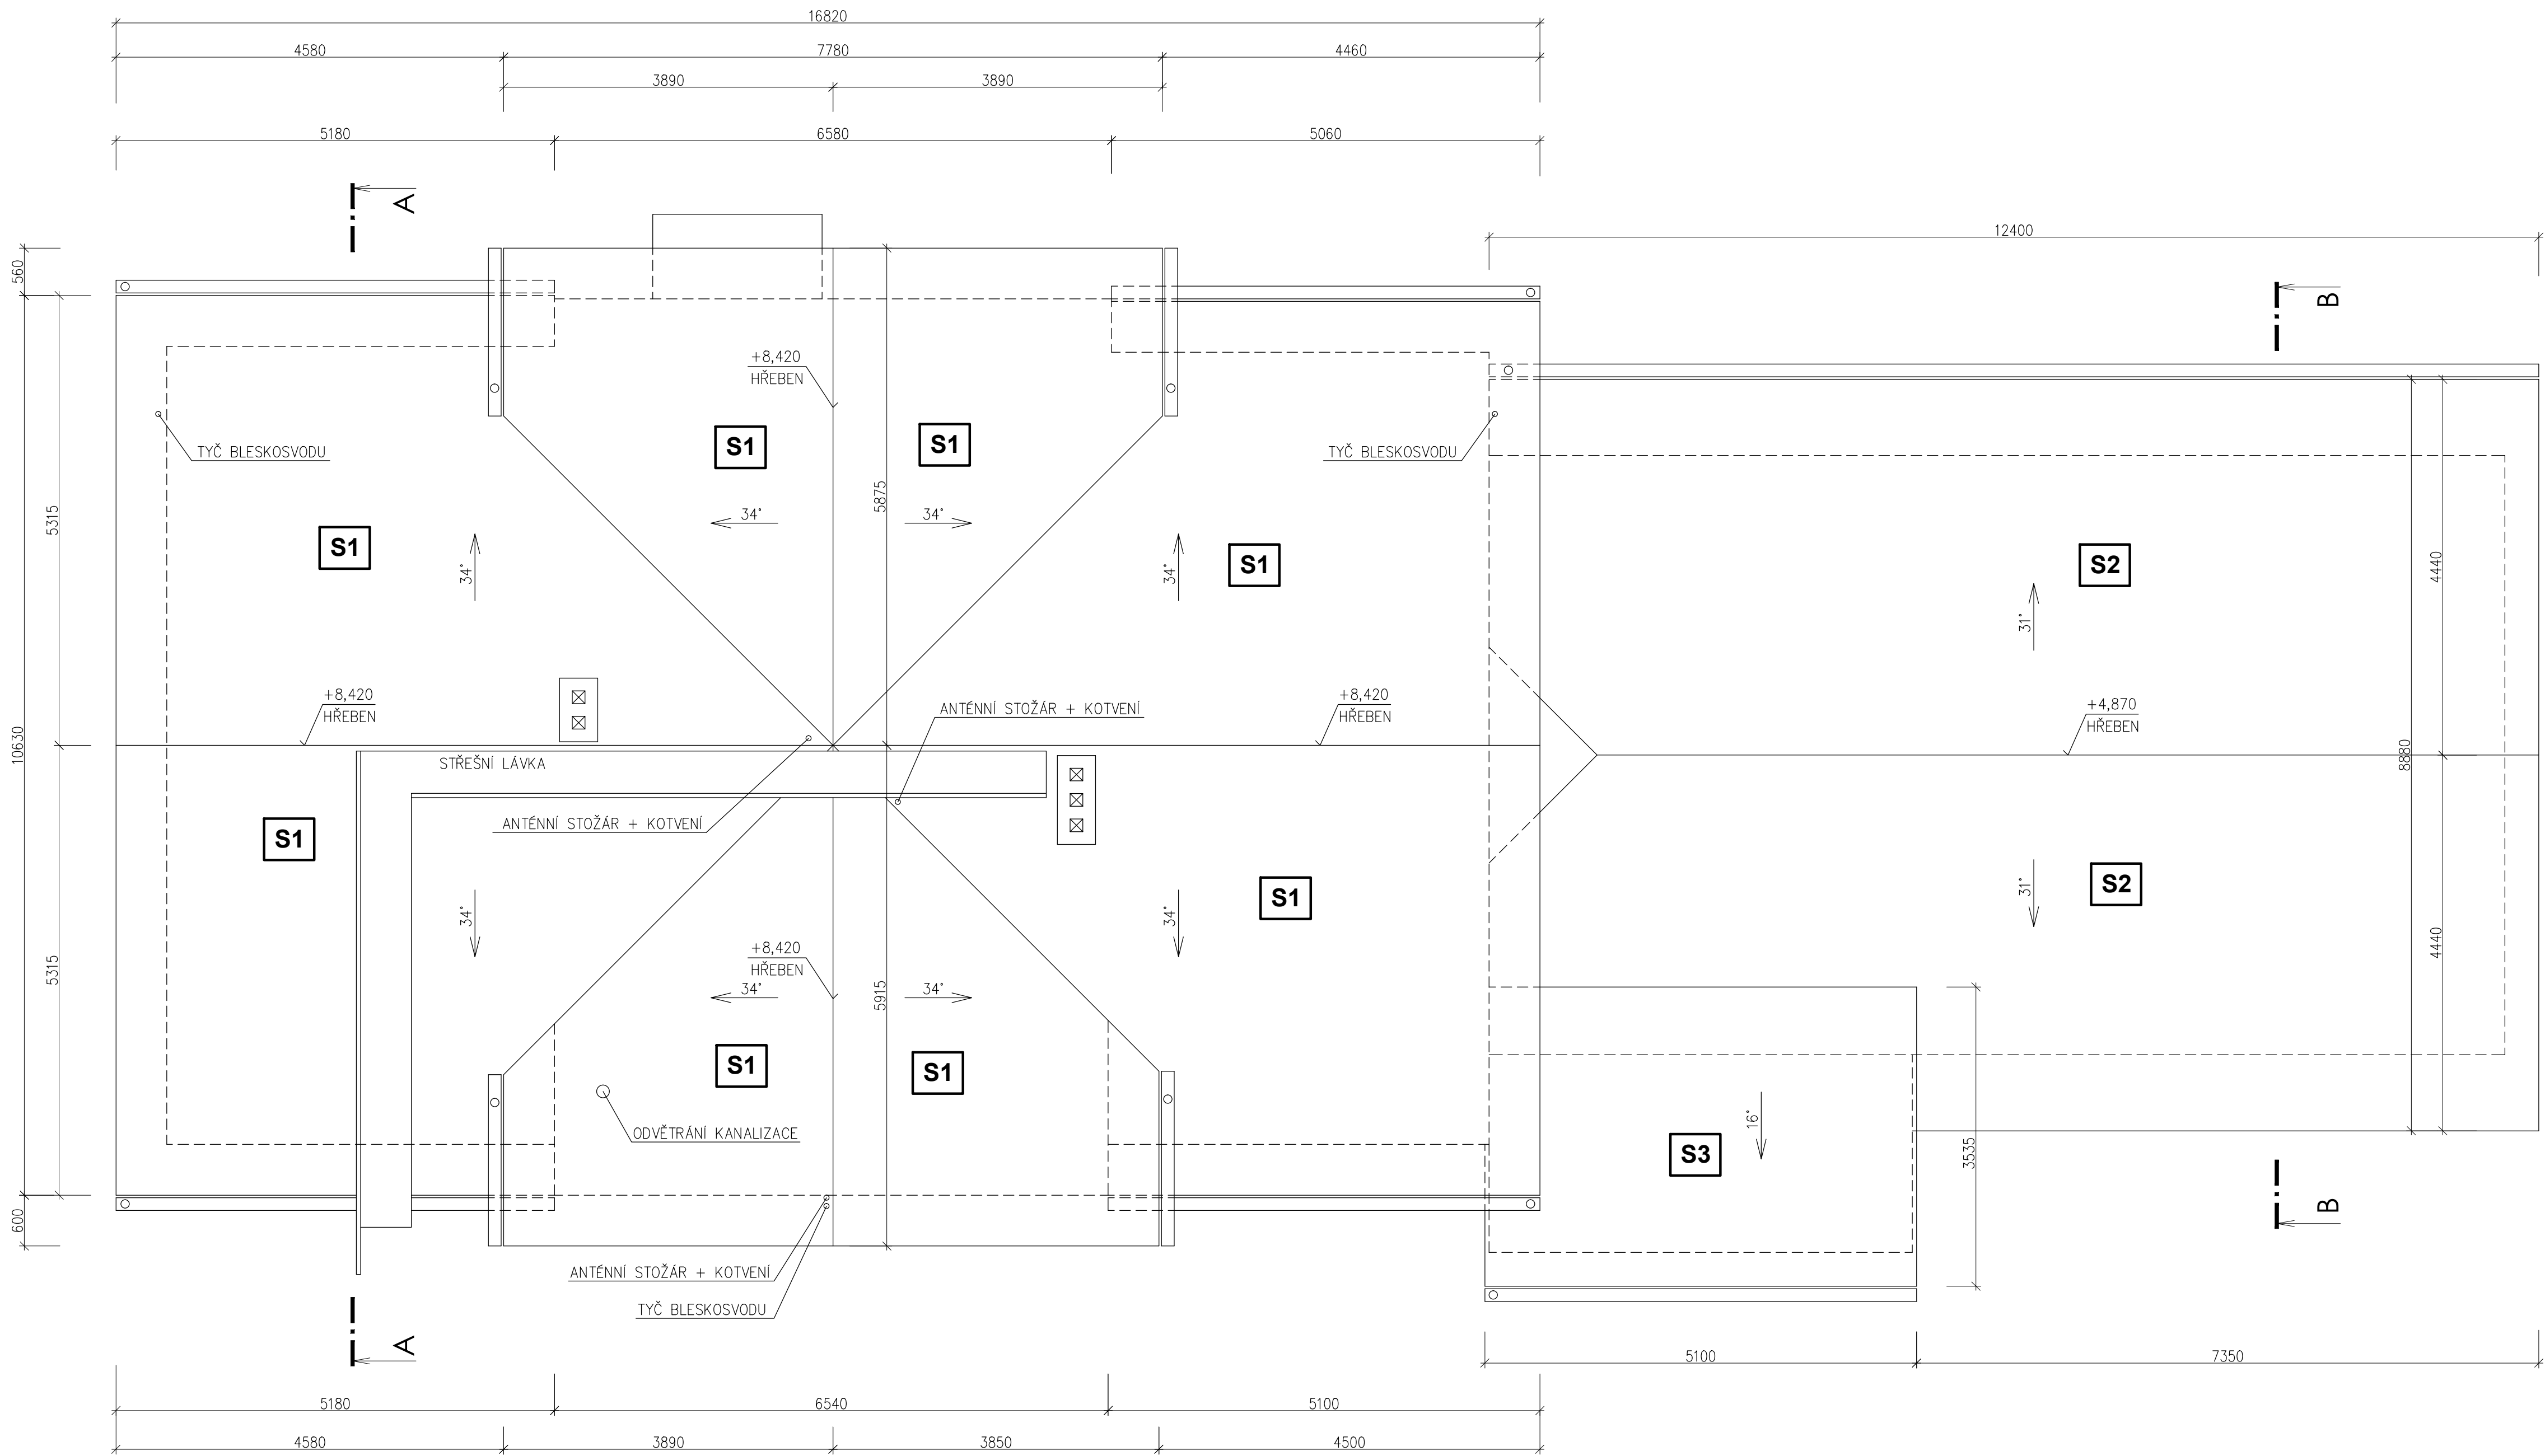 16820
4580
7780
4460
3890
3890
5180
6580
5060
A
12400
560
B
+8,420
HŘEBEN
S1
S1
TYČ BLESKOSVODU
TYČ BLESKOSVODU
5875
34°
34°
5315
S1
34°
34°
S1
S2
4440
31°
+8,420
HŘEBEN
ANTÉNNÍ STOŽÁR + KOTVENÍ
+8,420
HŘEBEN
+4,870
HŘEBEN
10630
8880
STŘEŠNÍ LÁVKA
ANTÉNNÍ STOŽÁR + KOTVENÍ
S1
S1
S2
31°
34°
34°
4440
+8,420
HŘEBEN
5315
34°
34°
5915
S1
S1
ODVĚTRÁNÍ KANALIZACE
16°
S3
3535
600
B
ANTÉNNÍ STOŽÁR + KOTVENÍ
TYČ BLESKOSVODU
A
5100
7350
5180
6540
5100
4580
3890
3850
4500